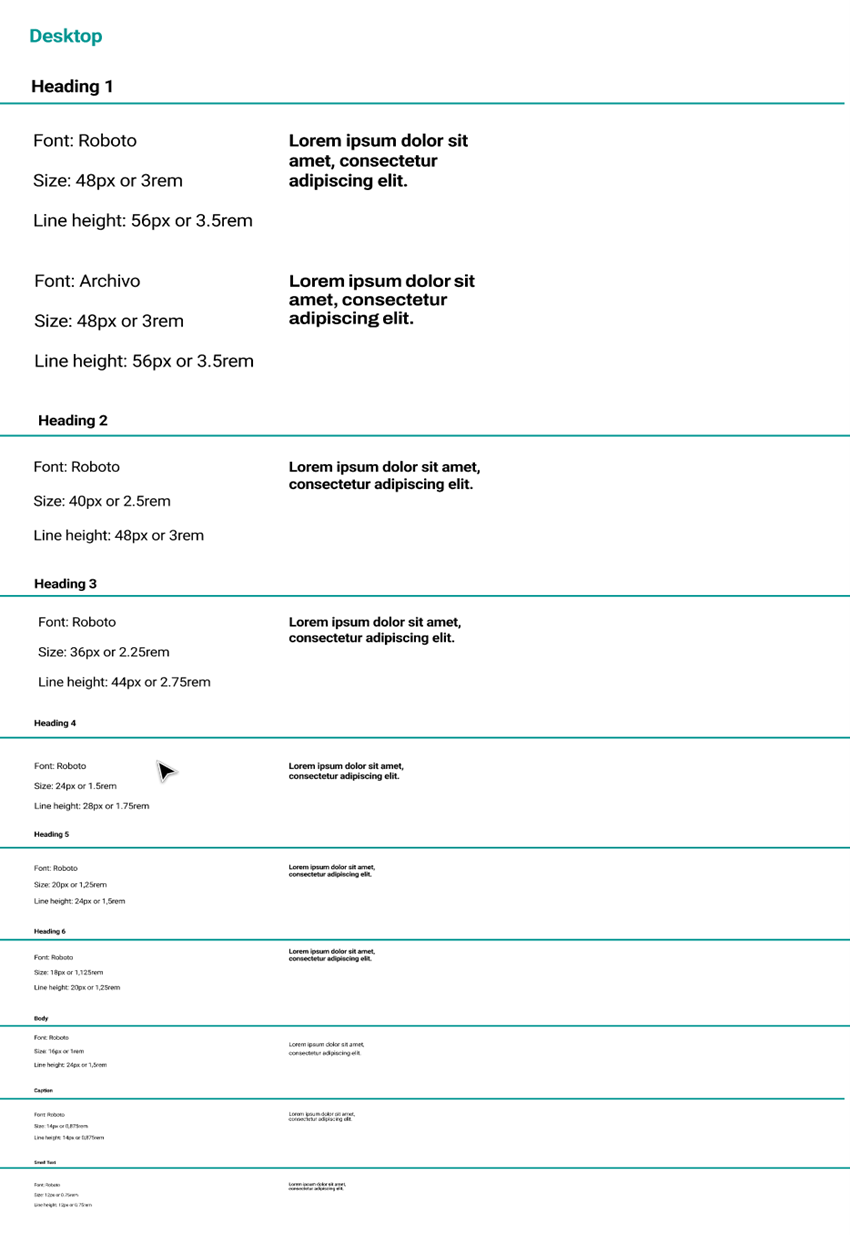 Desktop
Heading 1
Font: Roboto
Size: 48px or 3rem
Line height: 56px or 3.5rem
Lorem ipsum dolor sit
amet, consectetur
adipiscing elit.
Font: Archivo
Size: 48px or 3rem
Line height: 56px or 3.5rem
Lorem ipsum dolor sit
amet, consectetur
adipiscing elit.
Heading 2
Font: Roboto
Size: 40px or 2.5rem
Line height: 48px or 3rem
Lorem ipsum dolor sit amet,
consectetur adipiscing elit.
Heading 3
Font: Roboto
Size: 36px or 2.25rem
Line height: 44px or 2.75rem
Lorem ipsum dolor sit amet,
consectetur adipiscing elit.
Heading 4
Font: Roboto
Size: 24px or 1.5rem
Line height: 28px or 1.75rem
Lorem ipsum dolor sit amet,
consectetur adipiscing elit.
Heading 5
Font: Roboto
Size: 20px or 1,25rem
Line height: 24px or 1,5rem
Lorem ipsum dolor sit amet,
consectetur adipiscing elit.
Heading 6
Font: Roboto
Size: 18px or 1,125rem
Line height: 20px or 1,25rem
Lorem ipsum dolor sit amet,
consectetur adipiscing elit.
Body
Font: Roboto
Size: 16px or 1rem
Line height: 24px or 1,5rem
Lorem ipsum dolor sit amet,
consectetur adipiscing elit.
Caption
Font: Roboto
Size: 14px or 0,875rem
Line height: 14px or 0,875rem
Lorem ipsum dolor sit amet,
consectetur adipiscing elit.
Small Text
Font: Roboto
Size: 12px or 0.75rem
Line height: 12px or 0.75rem
Lorem ipsum dolor sit amet,
consectetur adipiscing elit.